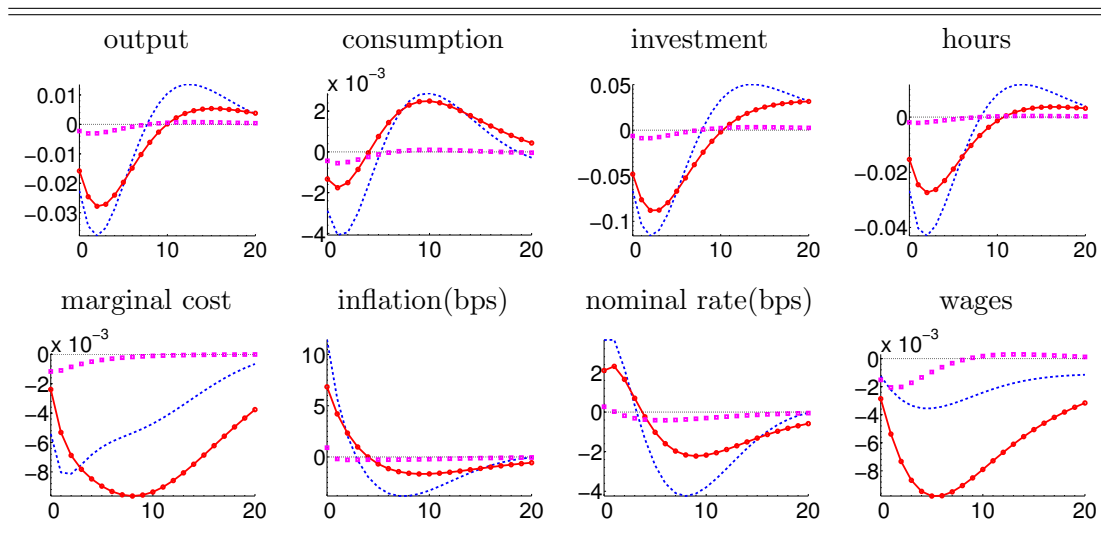 output
consumption
investment
hours
0.01
0
−0.01
−0.02
−0.03
0 10 20
x 10⁻³
2
0
−2
−4
0 10 20
0.05
0
−0.05
−0.1
0 10 20
0
−0.02
−0.04
0 10 20
marginal cost
inflation(bps)
nominal rate(bps)
wages
x 10⁻³
0
−2
−4
−6
−8
0 10 20
10
5
0
0 10 20
2
0
−2
−4
0 10 20
x 10⁻³
0
−2
−4
−6
−8
0 10 20